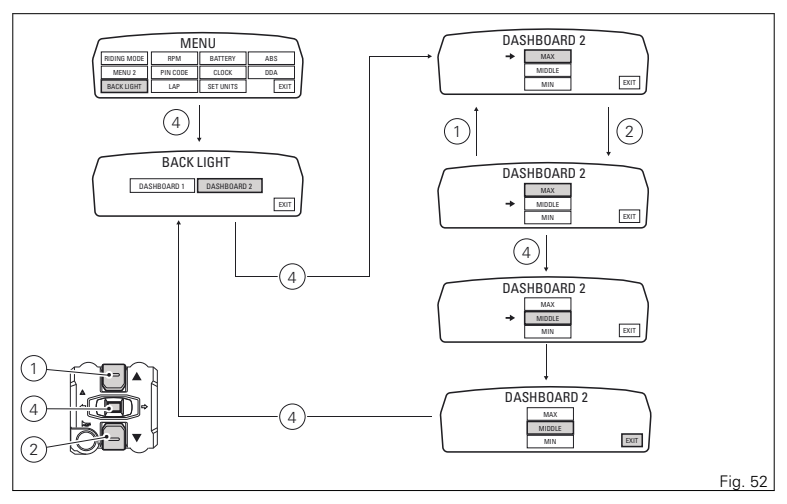 MENU
RIDING MODE RPM BATTERY ABS
MENU 2 PIN CODE CLOCK DDA
BACK LIGHT LAP SET UNITS EXIT
4
BACK LIGHT
DASHBOARD 1 DASHBOARD 2
EXIT
4
DASHBOARD 2
MAX
MIDDLE
MIN
EXIT
1
2
DASHBOARD 2
MAX
MIDDLE
MIN
EXIT
4
DASHBOARD 2
MAX
MIDDLE
MIN
EXIT
DASHBOARD 2
MAX
MIDDLE
MIN
EXIT
4
1
4
2
Fig. 52